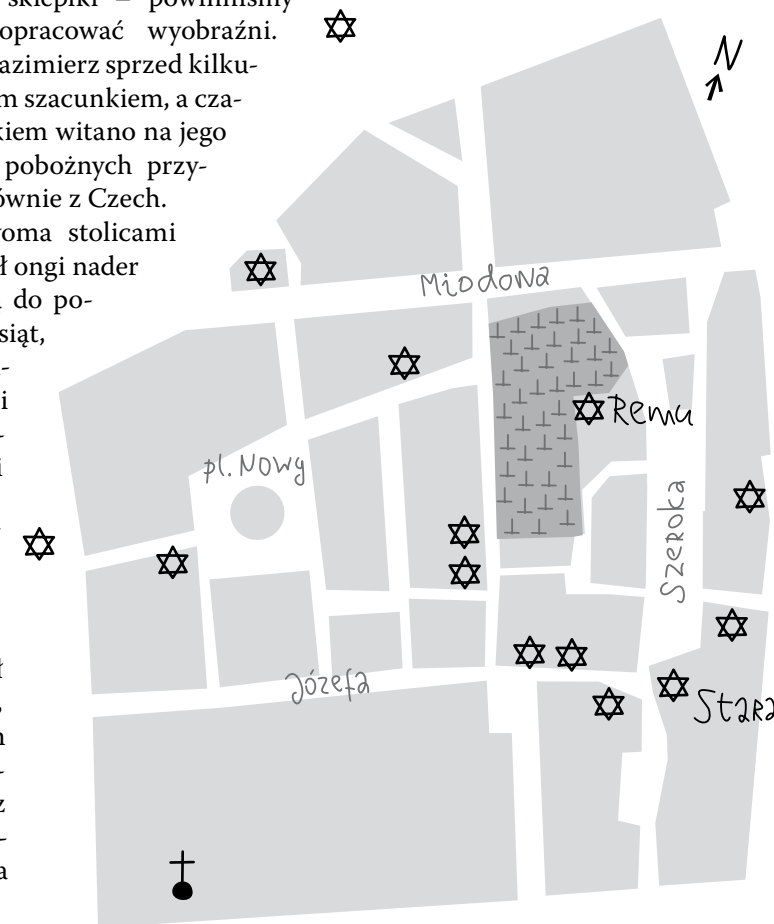 sklepiki – powinniśmy
opracować wyobraźni.
azimierz sprzed kilku-
m szacunkiem, a cza-
kiem witano na jego
pobożnych przy-
ównie z Czech.
woma stolicami
ł ongi nader
do po-
siąt,
i
i
ł
,
z
a
N
Miodowa
Remu
pl. Nowy
Szeroka
Józefa
Stara